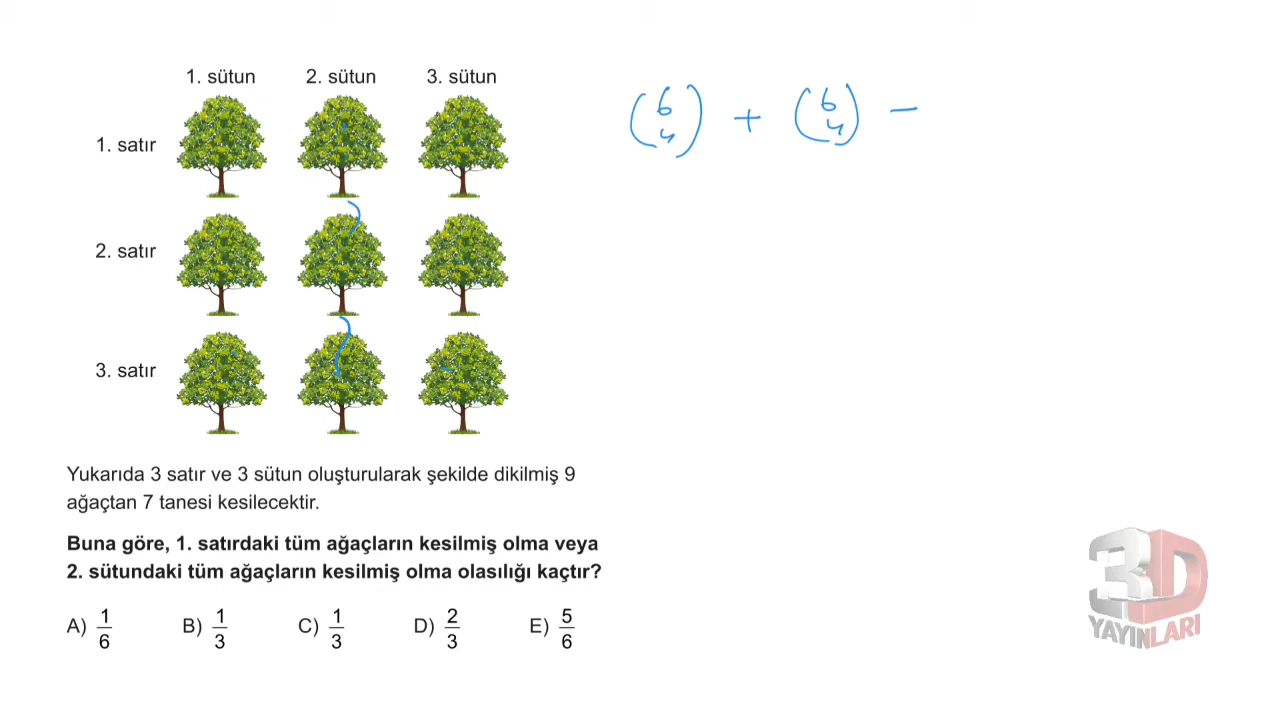 1. sütun 2. sütun 3. sütun
1. satır
2. satır
3. satır
(6 4) + (6 4) −
Yukarıda 3 satır ve 3 sütun oluşturularak şekilde dikilmiş 9
ağaçtan 7 tanesi kesilecektir.
Buna göre, 1. satırdaki tüm ağaçların kesilmiş olma veya
2. sütundaki tüm ağaçların kesilmiş olma olasılığı kaçtır?
A) 1/6 B) 1/3 C) 1/3 D) 2/3 E) 5/6
3D
YAYINLARI